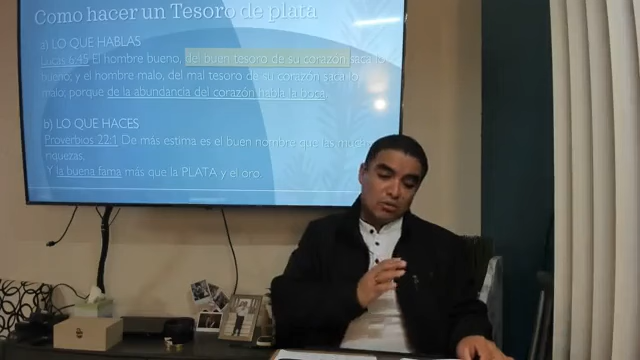 Como hacer un Tesoro de plata
a) LO QUE HABLAS
Lucas 6:45 El hombre bueno, del buen tesoro de su corazón saca lo
bueno; y el hombre malo, del mal tesoro de su corazón saca lo
malo; porque de la abundancia del corazón habla la boca.
b) LO QUE HACES
Proverbios 22:1 De más estima es el buen nombre que las muchas
riquezas,
Y la buena fama más que la PLATA y el oro.